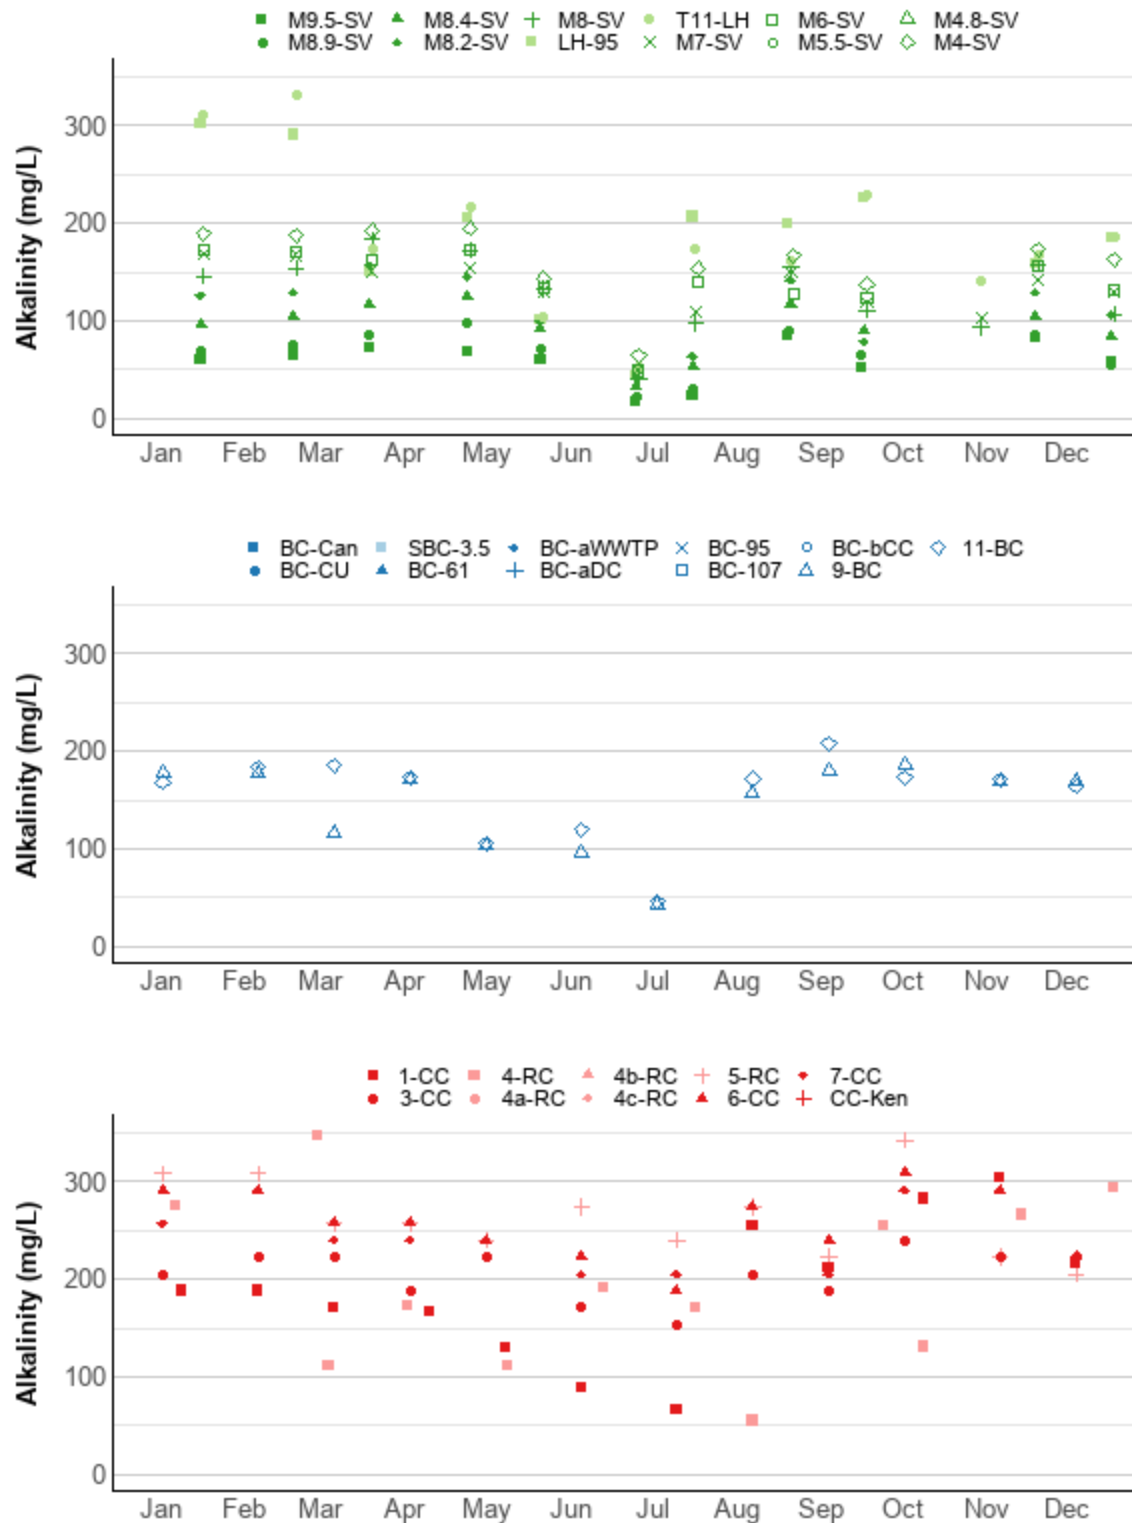 M9.5-SV M8.4-SV M8-SV T11-LH M6-SV M4.8-SV
M8.9-SV M8.2-SV LH-95 M7-SV M5.5-SV M4-SV
Alkalinity (mg/L)
300
200
100
0
Jan Feb Mar Apr May Jun Jul Aug Sep Oct Nov Dec
BC-Can SBC-3.5 BC-aWWTP BC-95 BC-bCC 11-BC
BC-CU BC-61 BC-aDC BC-107 9-BC
Alkalinity (mg/L)
300
200
100
0
Jan Feb Mar Apr May Jun Jul Aug Sep Oct Nov Dec
1-CC 4-RC 4b-RC 5-RC 7-CC
3-CC 4a-RC 4c-RC 6-CC CC-Ken
Alkalinity (mg/L)
300
200
100
0
Jan Feb Mar Apr May Jun Jul Aug Sep Oct Nov Dec